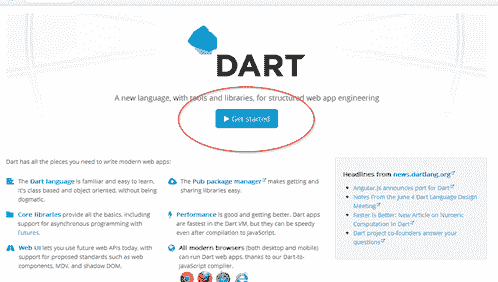 DART
A new language, with tools and libraries, for structured web app engineering
Get started
Dart has all the pieces you need to write modern web apps:
The Dart language is familiar and easy to learn.
It's class based and object oriented, without being
dogmatic.
Core libraries provide all the basics, including
support for asynchronous programming with
Futures.
Web UI lets you use future web APIs today, with
support for proposed standards such as web
components, MDV, and shadow DOM.
The Pub package manager makes getting and
sharing libraries easy.
Performance is good and getting better. Dart apps
are fastest in the Dart VM, but they can be speedy
even after compilation to JavaScript.
All modern browsers (both desktop and mobile)
can run Dart web apps, thanks to our Dart-to-
JavaScript compiler.
Headlines from news.dartlang.org
Angular.js announces port for Dart
Notes From the June 4 Dart Language Design
Meeting
Faster is Better: New Article on Numeric
Computation in Dart
Dart project co-founders answer your
questions